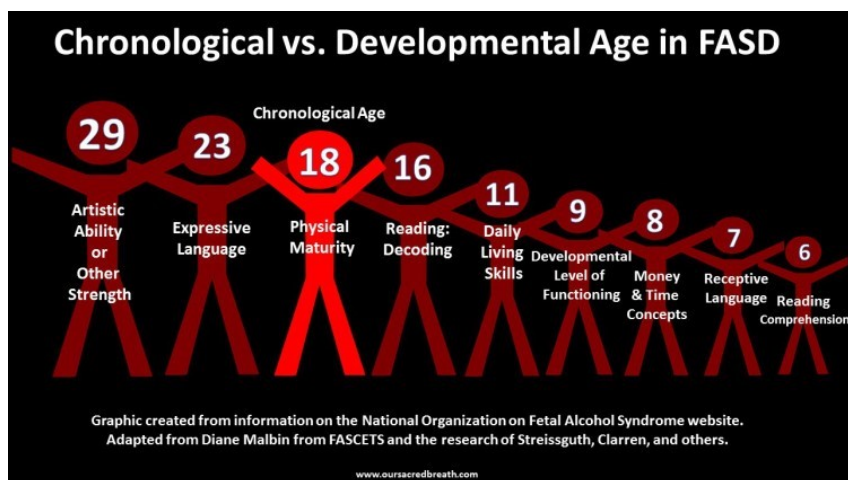 Chronological vs. Developmental Age in FASD
Chronological Age
29
Artistic
Ability
or
Other
Strength
23
Expressive
Language
18
Physical
Maturity
16
Reading:
Decoding
11
Daily
Living
Skills
9
Developmental
Level of
Functioning
8
Money
& Time
Concepts
7
Receptive
Language
6
Reading
Comprehension
Graphic created from information on the National Organization on Fetal Alcohol Syndrome website.
Adapted from Diane Malbin from FASCETS and the research of Streissguth, Clarren, and others.
www.oursacredbreath.com